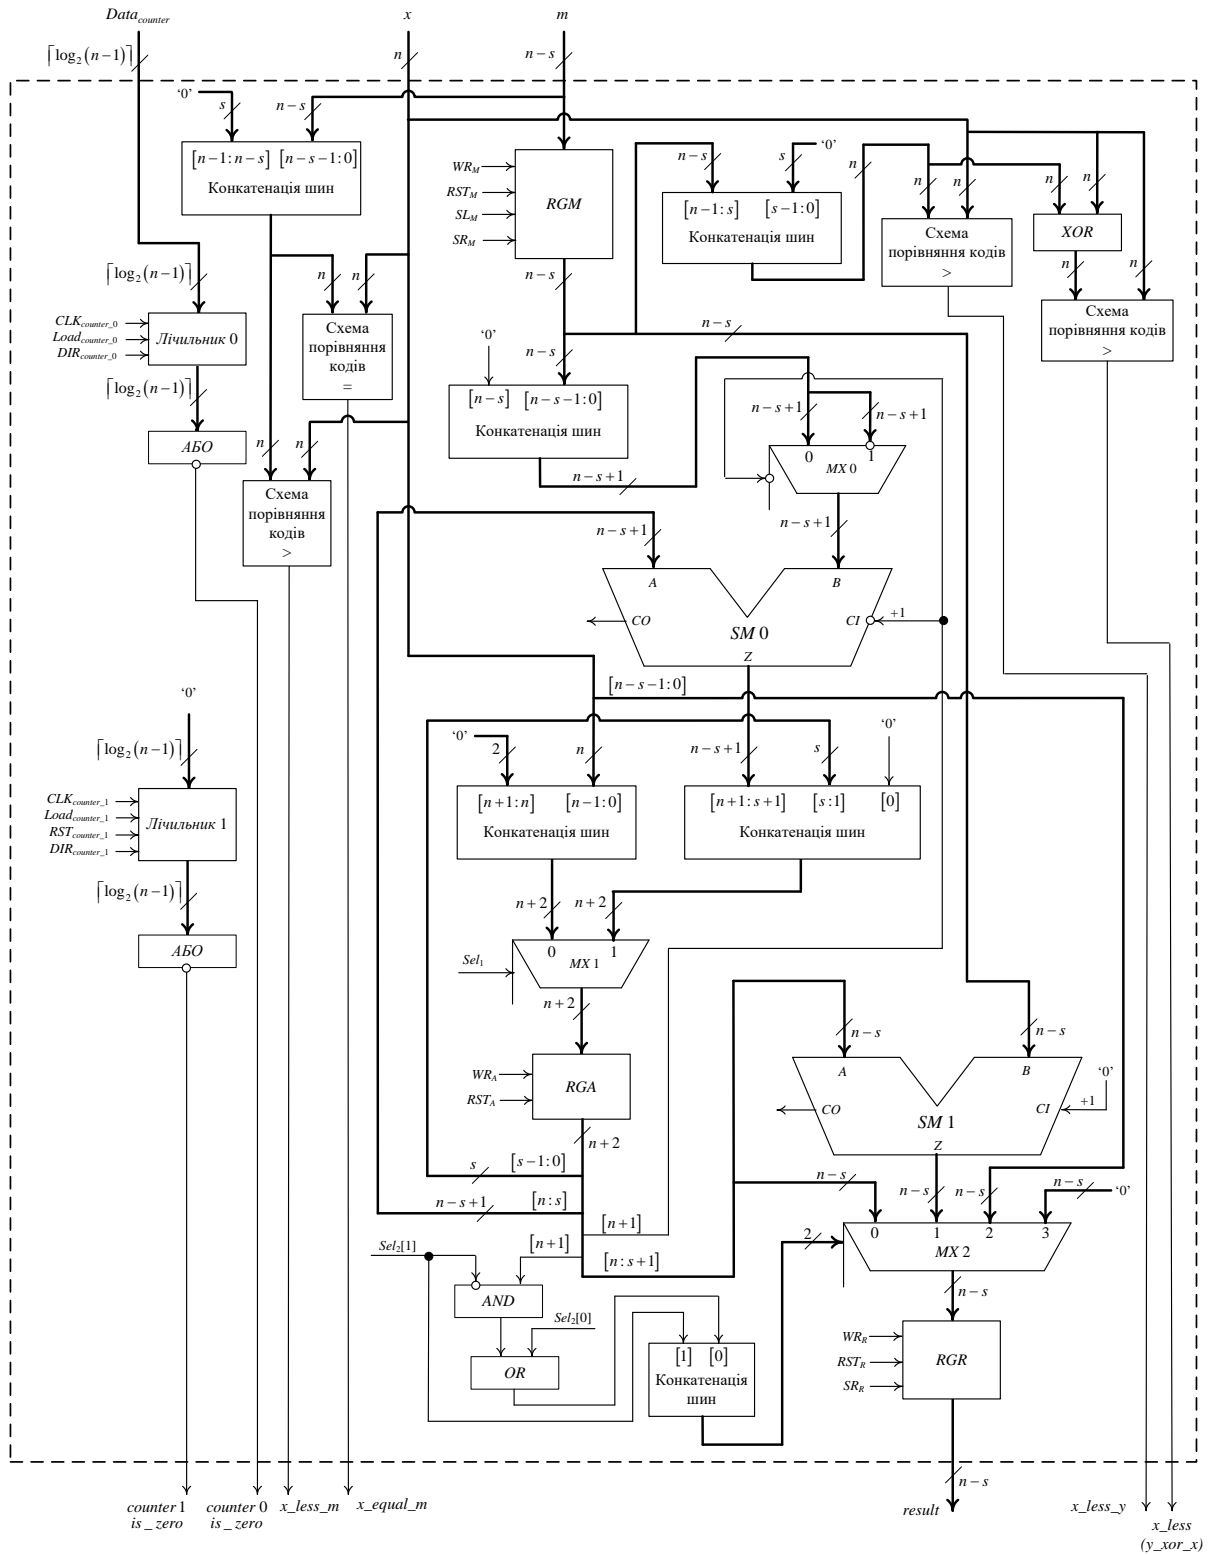 Data_counter
x
m
⌈log₂(n−1)⌉
n
n−s
'0'
s
n−s
[n−1:n−s] [n−s−1:0]
Конкатенація шин
WR_M
RST_M
SL_M
SR_M
RGM
n−s
s
'0'
[n−1:s] [s−1:0]
Конкатенація шин
n
n
n
n
n
Схема
порівняння кодів
>
XOR
n
n
Схема
порівняння кодів
>
⌈log₂(n−1)⌉
n
n
n−s
CLK_counter_0
Load_counter_0
DIR_counter_0
Лічильник 0
Схема
порівняння
кодів
=
'0'
n−s
n−s
⌈log₂(n−1)⌉
[n−s] [n−s−1:0]
Конкатенація шин
n−s+1
n−s+1
АБО
n
n
0
1
MX 0
n−s+1
Схема
порівняння
кодів
>
n−s+1
n−s+1
A
B
CO
SM 0
CI
+1
Z
[n−s−1:0]
'0'
⌈log₂(n−1)⌉
'0'
2
n
n−s+1
s
'0'
CLK_counter_1
Load_counter_1
RST_counter_1
DIR_counter_1
Лічильник 1
[n+1:n] [n−1:0]
Конкатенація шин
[n+1:s+1] [s:1] [0]
Конкатенація шин
⌈log₂(n−1)⌉
n+2
n+2
АБО
Sel₁
0
1
MX 1
n+2
n−s
n−s
WR_A
RST_A
RGA
A
B
'0'
CO
SM 1
CI
+1
Z
n+2
s
[s−1:0]
n−s+1
[n:s]
[n+1]
n−s
n−s
n−s
n−s
'0'
Sel₂[1]
[n+1]
[n:s+1]
2
0
1
2
3
MX 2
AND
n−s
Sel₂[0]
OR
[1] [0]
Конкатенація
шин
WR_R
RST_R
SR_R
RGR
n−s
counter 1
is_zero
counter 0
is_zero
x_less_m
x_equal_m
result
x_less_y
x_less
(y_xor_x)